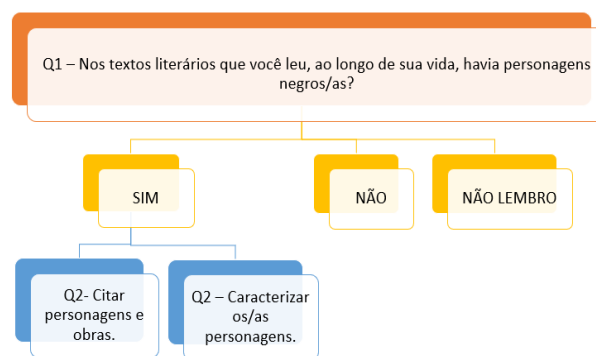 Q1 – Nos textos literários que você leu, ao longo de sua vida, havia personagens
negros/as?
SIM
NÃO
NÃO LEMBRO
Q2- Citar
personagens e
obras.
Q2 – Caracterizar
os/as
personagens.